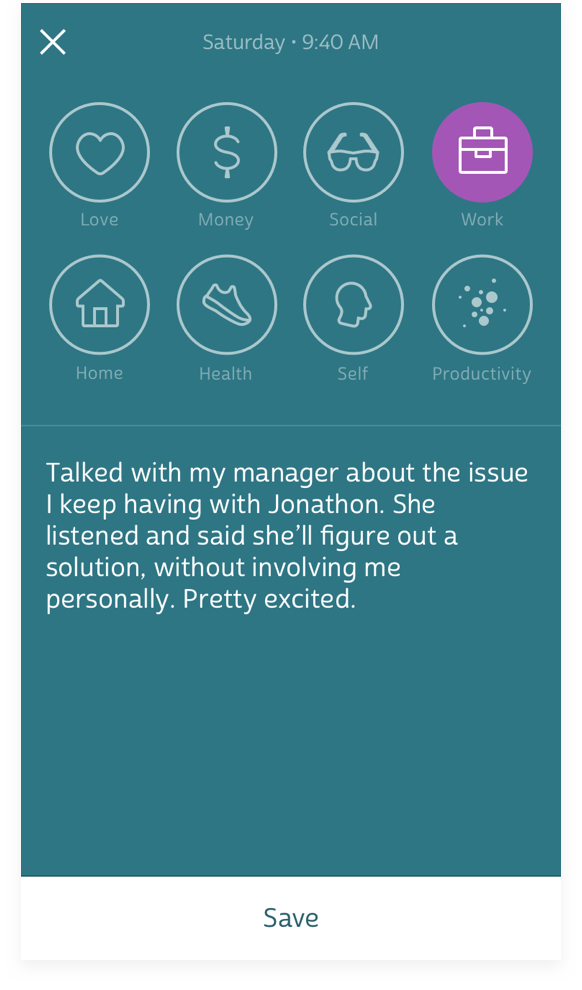 Saturday • 9:40 AM
Love Money Social Work
Home Health Self Productivity
Talked with my manager about the issue
I keep having with Jonathon. She
listened and said she’ll figure out a
solution, without involving me
personally. Pretty excited.
Save